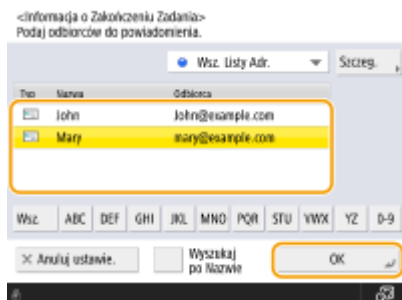 <Informacja o Zakończeniu Zadania>
Podaj odbiorców do powiadomienia.
Wsz. Listy Adr.
Szczeg.
Typ Nazwa Odbiorca
John John@example.com
Mary mary@example.com
Wsz. ABC DEF GHI JKL MNO PQR STU VWX YZ 0-9
× Anuluj ustawie.
Wyszukaj
po Nazwie
OK